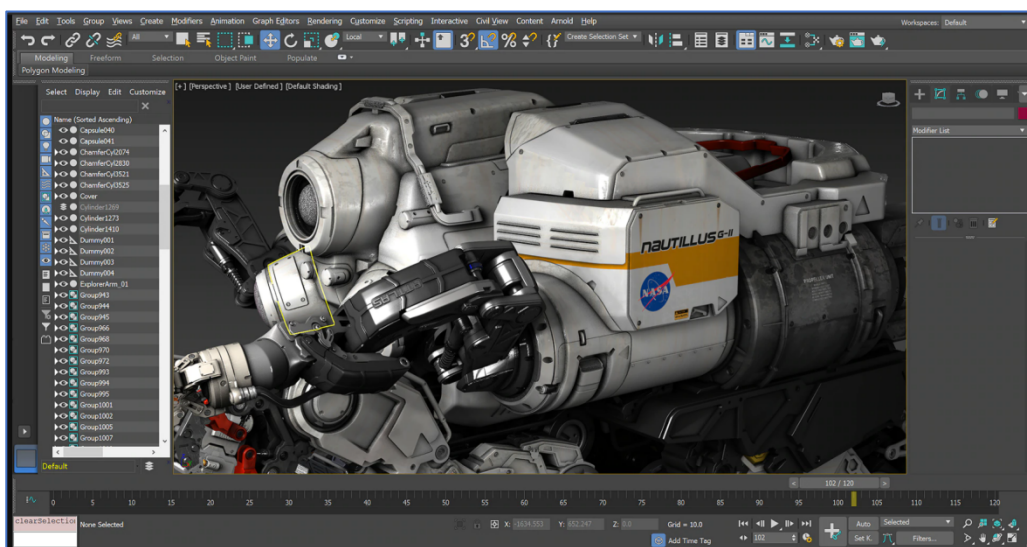 File Edit Tools Group Views Create Modifiers Animation Graph Editors Rendering Customize Scripting Interactive Civil View Content Arnold Help
Workspaces: Default
All
Local
Create Selection Set
Modeling Freeform Selection Object Paint Populate
Polygon Modeling
Select Display Edit Customize
[+] [Perspective] [User Defined] [Default Shading]
Name (Sorted Ascending)
Capsule040
Capsule041
ChamferCyl2074
ChamferCyl2830
ChamferCyl3521
ChamferCyl3525
Cover
Cylinder1269
Cylinder1273
Cylinder1410
Dummy001
Dummy002
Dummy003
Dummy004
ExplorerArm_01
Group943
Group944
Group945
Group966
Group968
Group970
Group972
Group993
Group994
Group995
Group1001
Group1002
Group1005
Group1007
Default
Modifier List
NAUTILLUS G-II
NASA
102 / 120
0 5 10 15 20 25 30 35 40 45 50 55 60 65 70 75 80 85 90 95 100 105 110 115 120
clearSelection
None Selected
X: -1634.553 Y: 652.247 Z: 0.0
Grid = 10.0
Add Time Tag
102
Auto
Selected
Set K.
Filters...